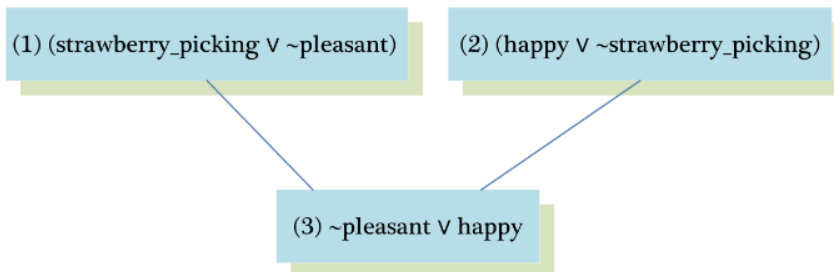 (1) (strawberry_picking ∨ ~pleasant)
(2) (happy ∨ ~strawberry_picking)
(3) ~pleasant ∨ happy